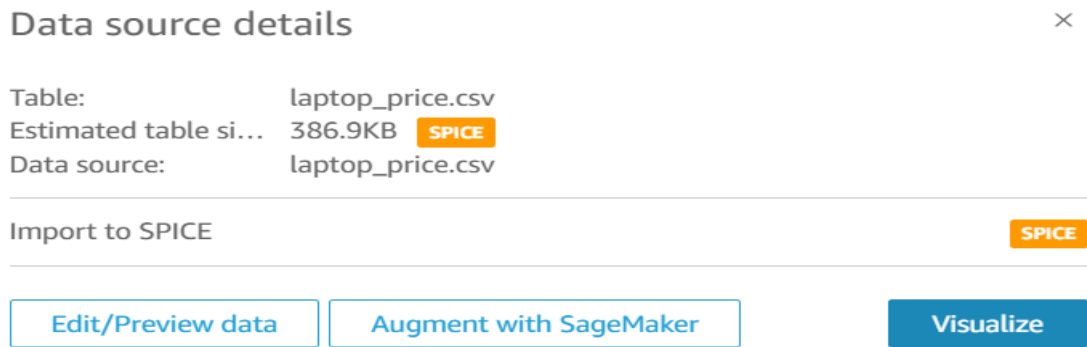 Data source details
Table: laptop_price.csv
Estimated table si... 386.9KB SPICE
Data source: laptop_price.csv
Import to SPICE SPICE
Edit/Preview data Augment with SageMaker Visualize